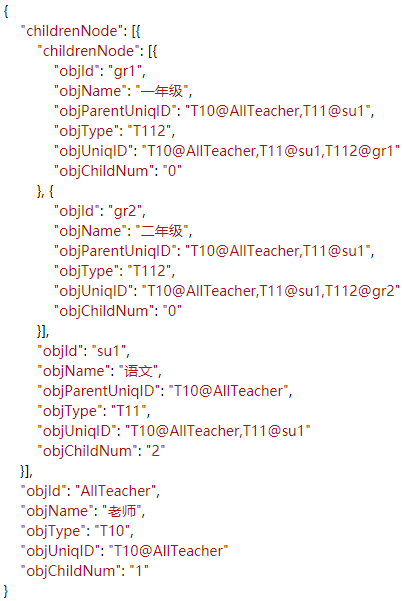 {
"childrenNode": [{
"childrenNode": [{
"objId": "gr1",
"objName": "一年级",
"objParentUniqID": "T10@AllTeacher,T11@su1",
"objType": "T112",
"objUniqID": "T10@AllTeacher,T11@su1,T112@gr1"
"objChildNum": "0"
}, {
"objId": "gr2",
"objName": "二年级",
"objParentUniqID": "T10@AllTeacher,T11@su1",
"objType": "T112",
"objUniqID": "T10@AllTeacher,T11@su1,T112@gr2"
"objChildNum": "0"
}],
"objId": "su1",
"objName": "语文",
"objParentUniqID": "T10@AllTeacher",
"objType": "T11",
"objUniqID": "T10@AllTeacher,T11@su1"
"objChildNum": "2"
}],
"objId": "AllTeacher",
"objName": "老师",
"objType": "T10",
"objUniqID": "T10@AllTeacher"
"objChildNum": "1"
}